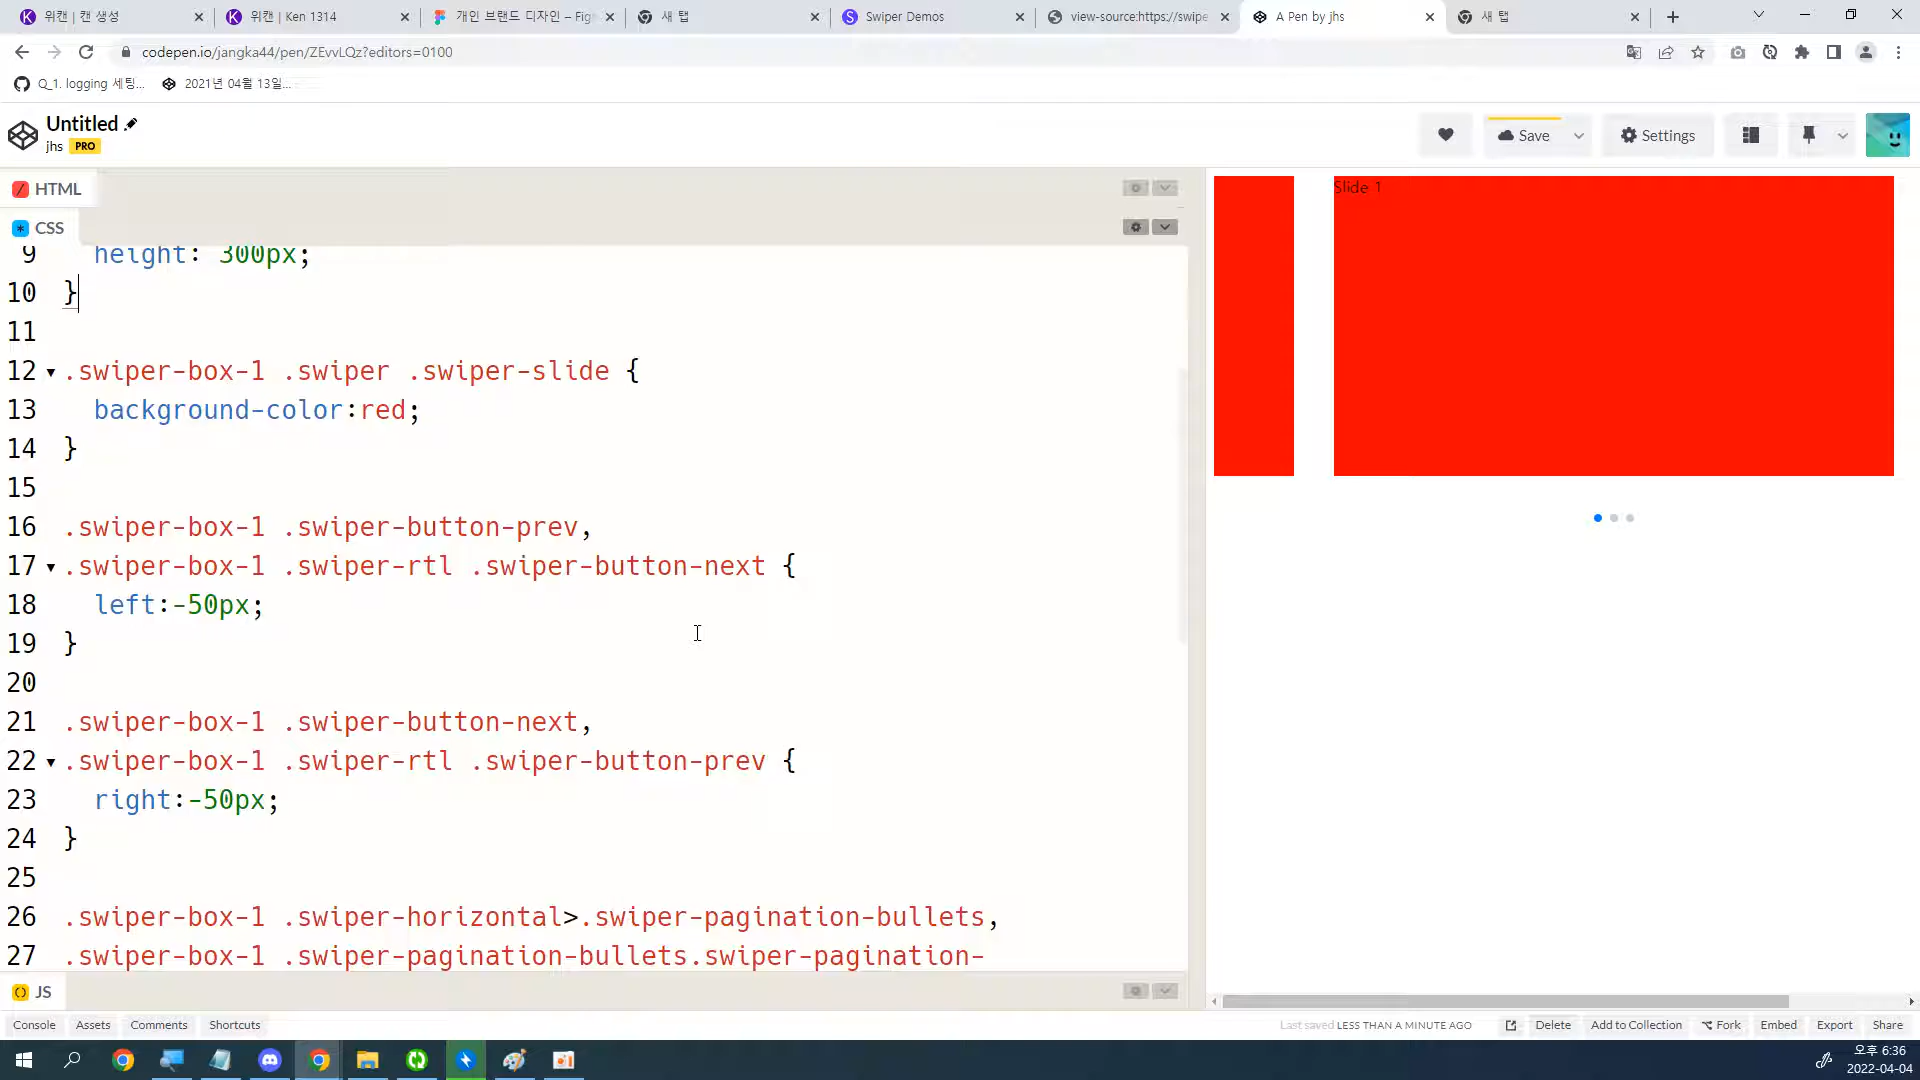 위캔 | 캔 생성
위캔 | Ken 1314
개인 브랜드 디자인 – Fig
새 탭
Swiper Demos
view-source:https://swipe
A Pen by jhs
새 탭
codepen.io/jangka44/pen/ZEvvLQz?editors=0100
Q_1. logging 세팅...
2021년 04월 13일...
Untitled
jhs PRO
Save
Settings
HTML
CSS
9 height: 300px;
10 }
11
12 .swiper-box-1 .swiper .swiper-slide {
13 background-color:red;
14 }
15
16 .swiper-box-1 .swiper-button-prev,
17 .swiper-box-1 .swiper-rtl .swiper-button-next {
18 left:-50px;
19 }
20
21 .swiper-box-1 .swiper-button-next,
22 .swiper-box-1 .swiper-rtl .swiper-button-prev {
23 right:-50px;
24 }
25
26 .swiper-box-1 .swiper-horizontal>.swiper-pagination-bullets,
27 .swiper-box-1 .swiper-pagination-bullets.swiper-pagination-
Slide 1
JS
Console Assets Comments Shortcuts
Last saved LESS THAN A MINUTE AGO Delete Add to Collection Fork Embed Export Share
오후 6:36
2022-04-04